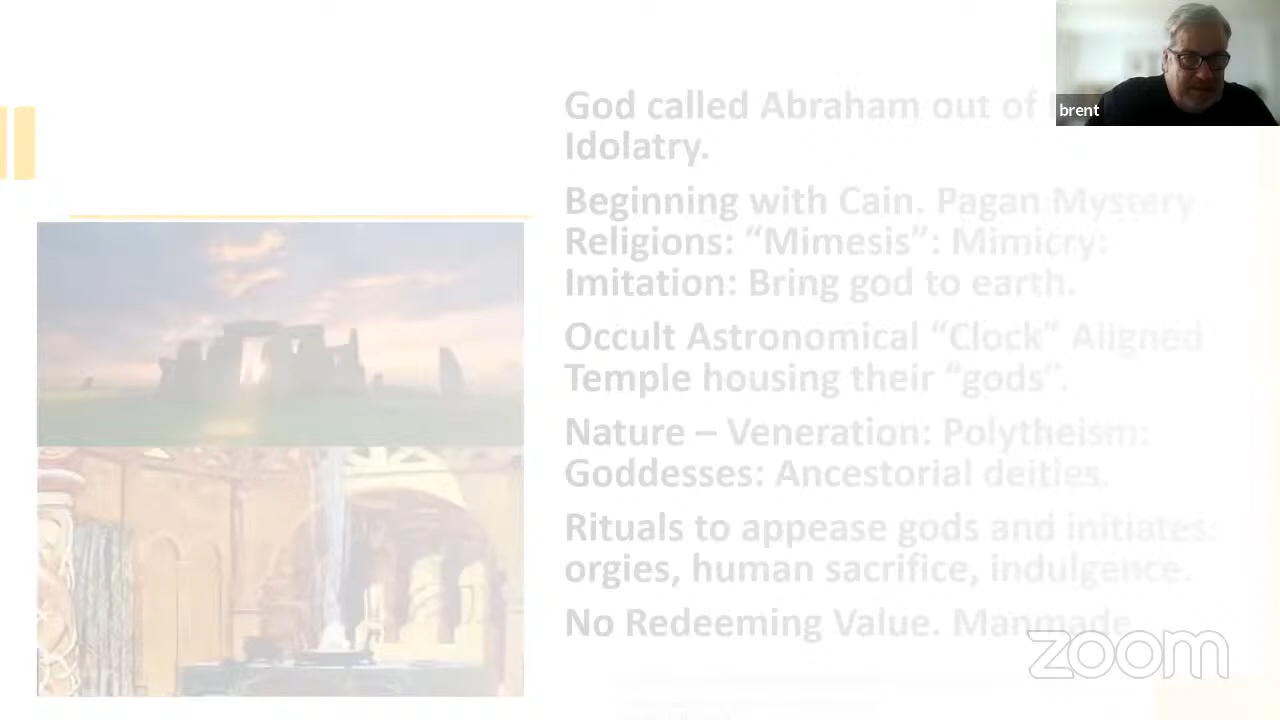 God called Abraham out of
Idolatry.
Beginning with Cain. Pagan Mystery
Religions: “Mimesis”: Mimicry:
Imitation: Bring god to earth.
Occult Astronomical “Clock” Aligned
Temple housing their “gods”.
Nature – Veneration: Polytheism:
Goddesses: Ancestorial deities.
Rituals to appease gods and initiates:
orgies, human sacrifice, indulgence.
No Redeeming Value. Manmade
brent
zoom